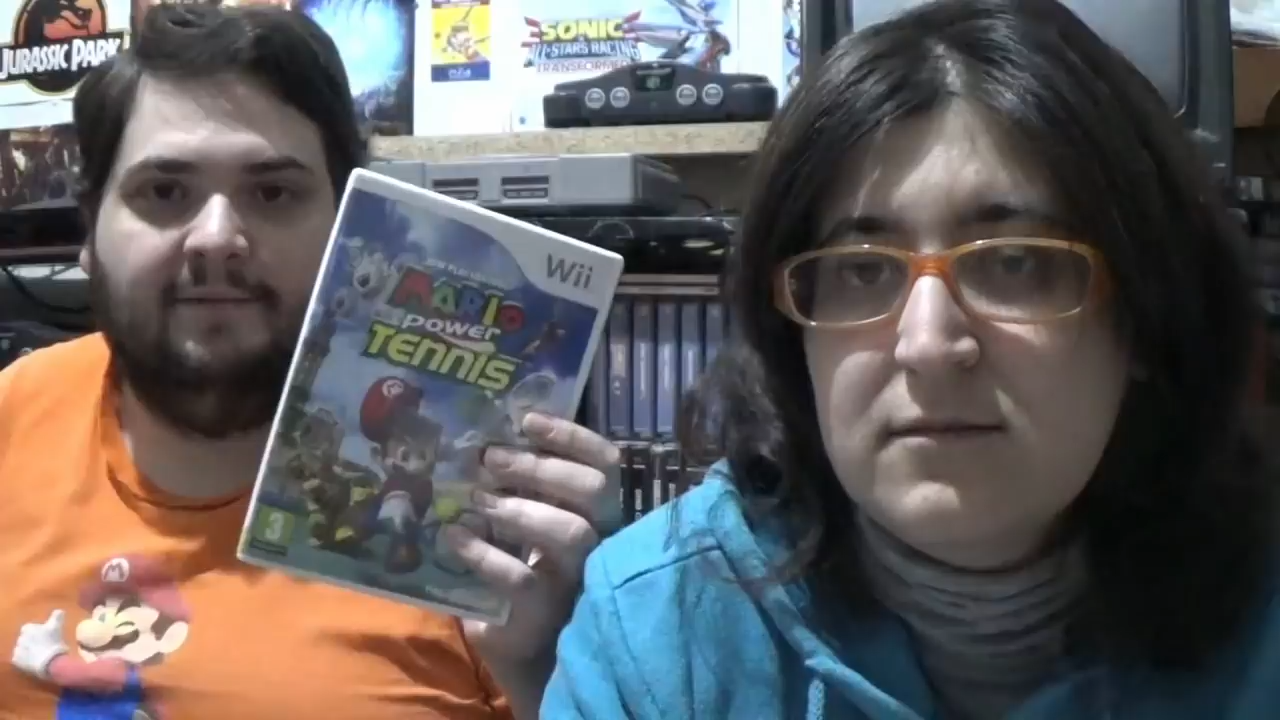 JURASSIC PARK
SONIC
ALL-STARS RACING
TRANSFORMED
Wii
MARIO
POWER
TENNIS
3
M
M